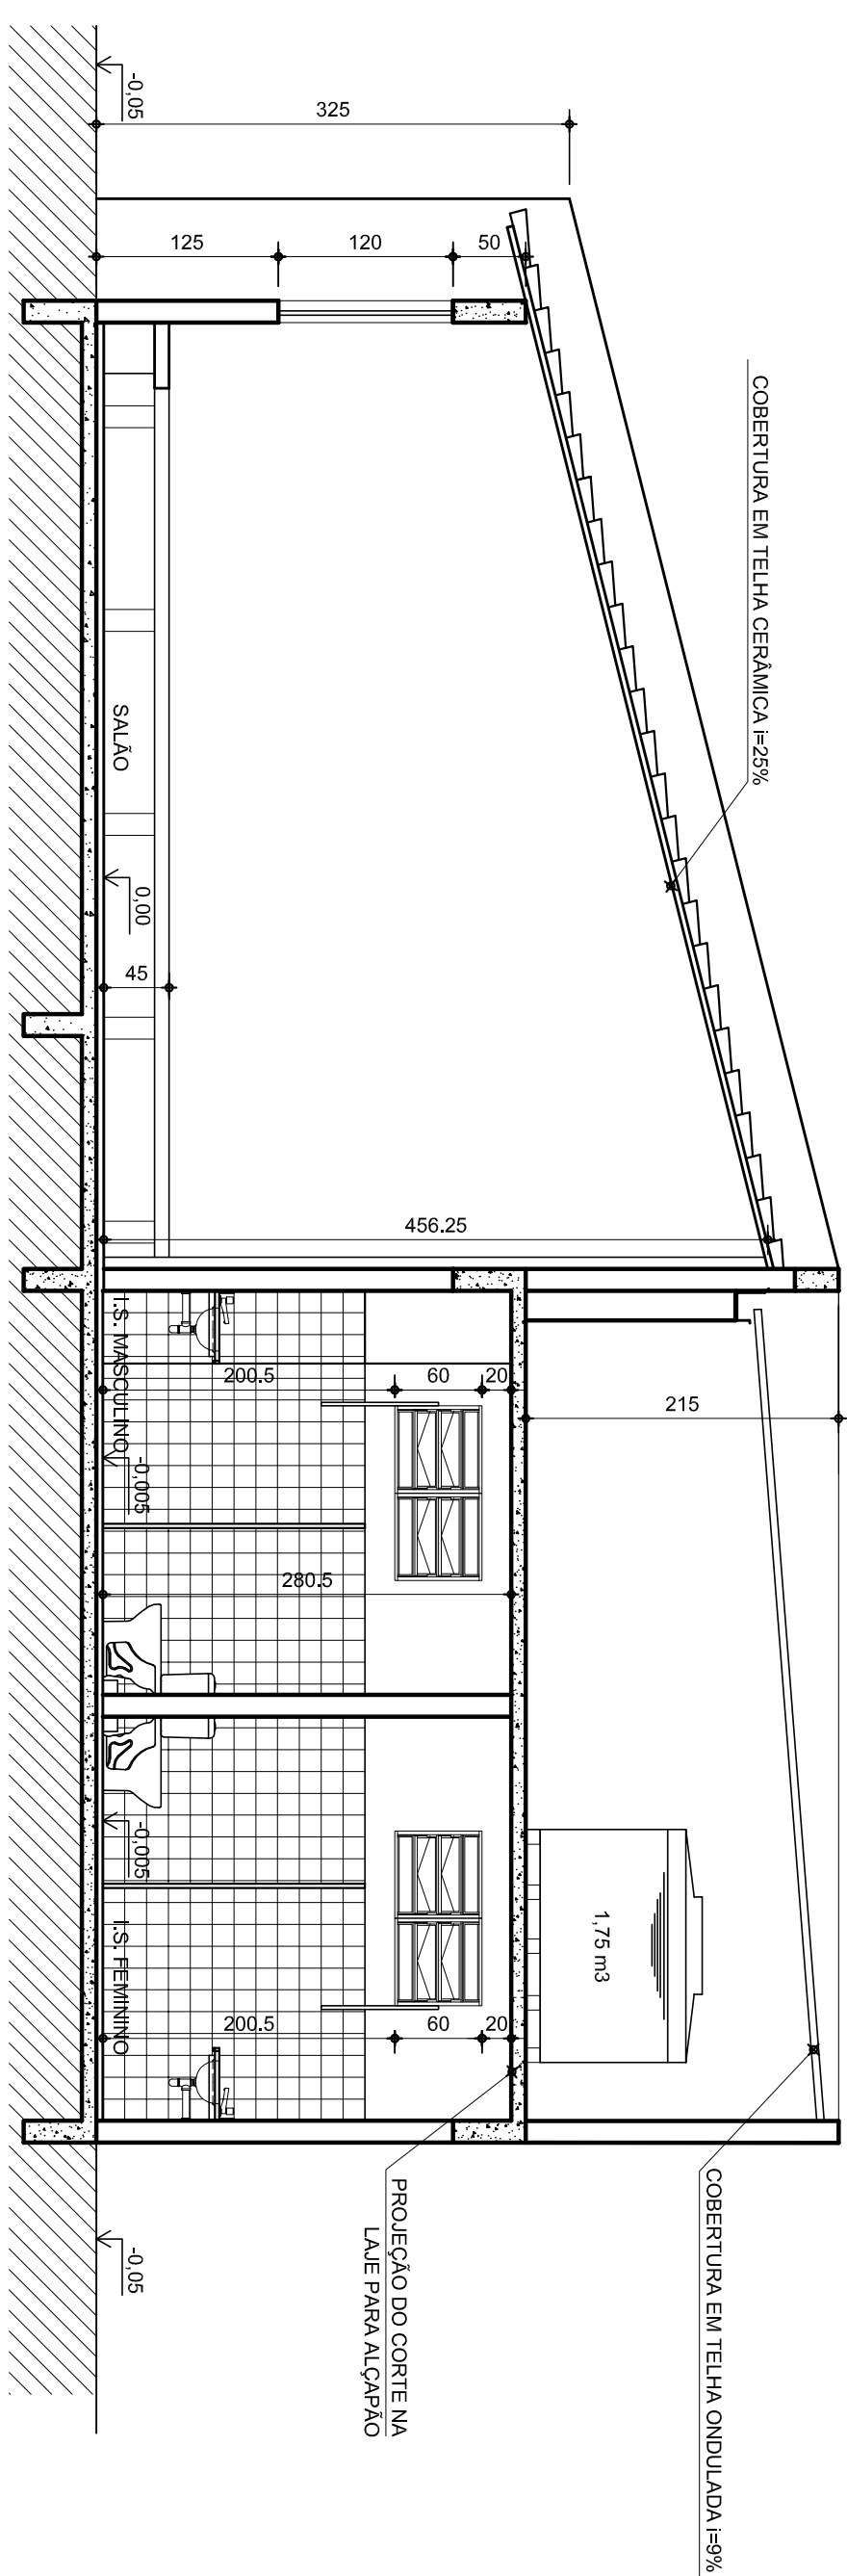 COBERTURA EM TELHA ONDULADA i=9%
COBERTURA EM TELHA CERÂMICA i=25%
215
1,75 m3
50
20
20
PROJEÇÃO DO CORTE NA
LAJE PARA ALÇAPÃO
325
120
456.25
60
60
280.5
125
200.5
200.5
45
-0,05
SALÃO
0,00
I.S. MASCULINO
-0,005
-0,005
I.S. FEMININO
-0,05